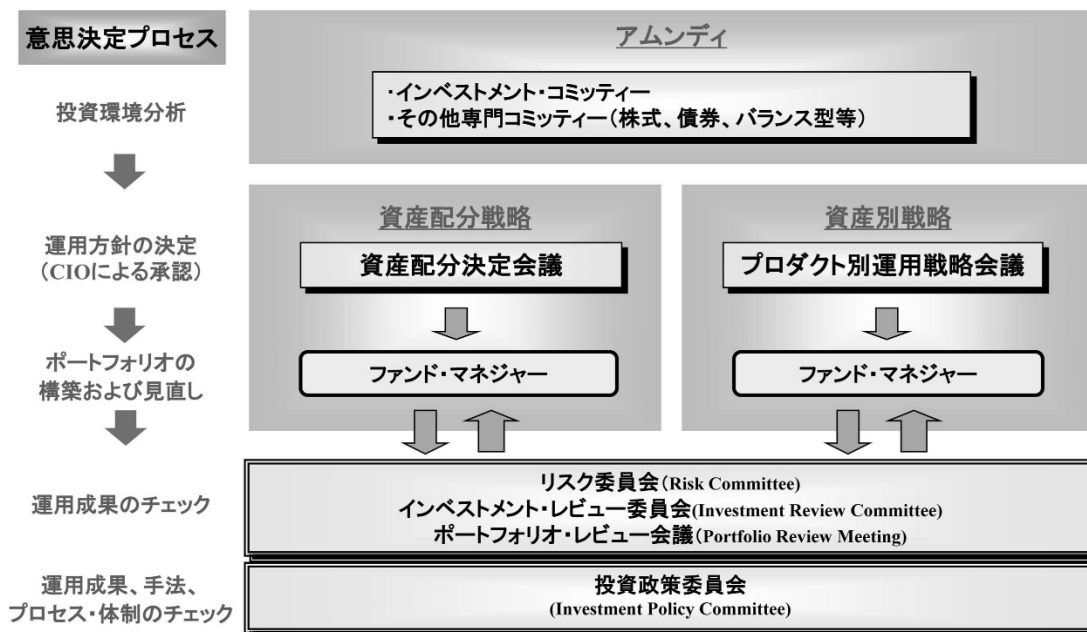 意思決定プロセス
アムンディ
・インベストメント・コミッティー
・その他専門コミッティー（株式、債券、バランス型等）
投資環境分析
資産配分戦略
資産別戦略
運用方針の決定
（CIOによる承認）
資産配分決定会議
プロダクト別運用戦略会議
ポートフォリオの
構築および見直し
ファンド・マネジャー
ファンド・マネジャー
運用成果のチェック
リスク委員会（Risk Committee）
インベストメント・レビュー委員会(Investment Review Committee)
ポートフォリオ・レビュー会議（Portfolio Review Meeting)
運用成果、手法、
プロセス・体制のチェック
投資政策委員会
(Investment Policy Committee)